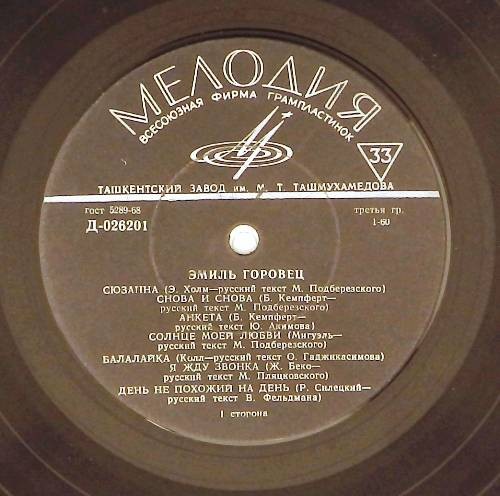 МЕЛОДИЯ
ВСЕСОЮЗНАЯ ФИРМА ГРАМПЛАСТИНОК
33
ТАШКЕНТСКИЙ ЗАВОД им. М. Т. ТАШМУХАМЕДОВА
гост 5289-68
третья гр.
Д-026201
1-60
ЭМИЛЬ ГОРОВЕЦ
СЮЗАННА (Э. Холм—русский текст М. Подберезского)
СНОВА И СНОВА (Б. Кемпферт—
русский текст М. Подберезского)
АНКЕТА (Б. Кемпферт—
русский текст Ю. Акимова)
СОЛНЦЕ МОЕЙ ЛЮБВИ (Мигуэль—
русский текст М. Подберезского)
БАЛАЛАЙКА (Колл—русский текст О. Гаджикасимова)
Я ЖДУ ЗВОНКА (Ж. Беко—
русский текст М. Пляцковского)
ДЕНЬ НЕ ПОХОЖИЙ НА ДЕНЬ (Р. Силецкий—
русский текст В. Фельдмана)
1 сторона